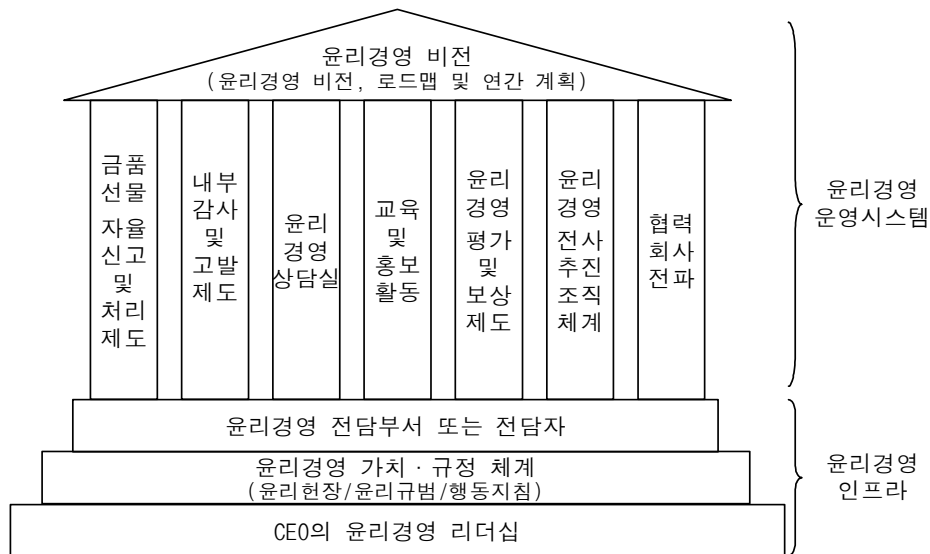 윤리경영 비전
(윤리경영 비전, 로드맵 및 연간 계획)
금품
선물
자율
신고
및
처리
제도
내부
감사
및
고발
제도
윤리
경영
상담실
교육
및
홍보
활동
윤리
경영
평가
및
보상
제도
윤리
경영
전사
추진
조직
체계
협력
회사
전파
윤리경영
운영시스템
윤리경영 전담부서 또는 전담자
윤리경영 가치·규정 체계
(윤리헌장/윤리규범/행동지침)
CEO의 윤리경영 리더십
윤리경영
인프라